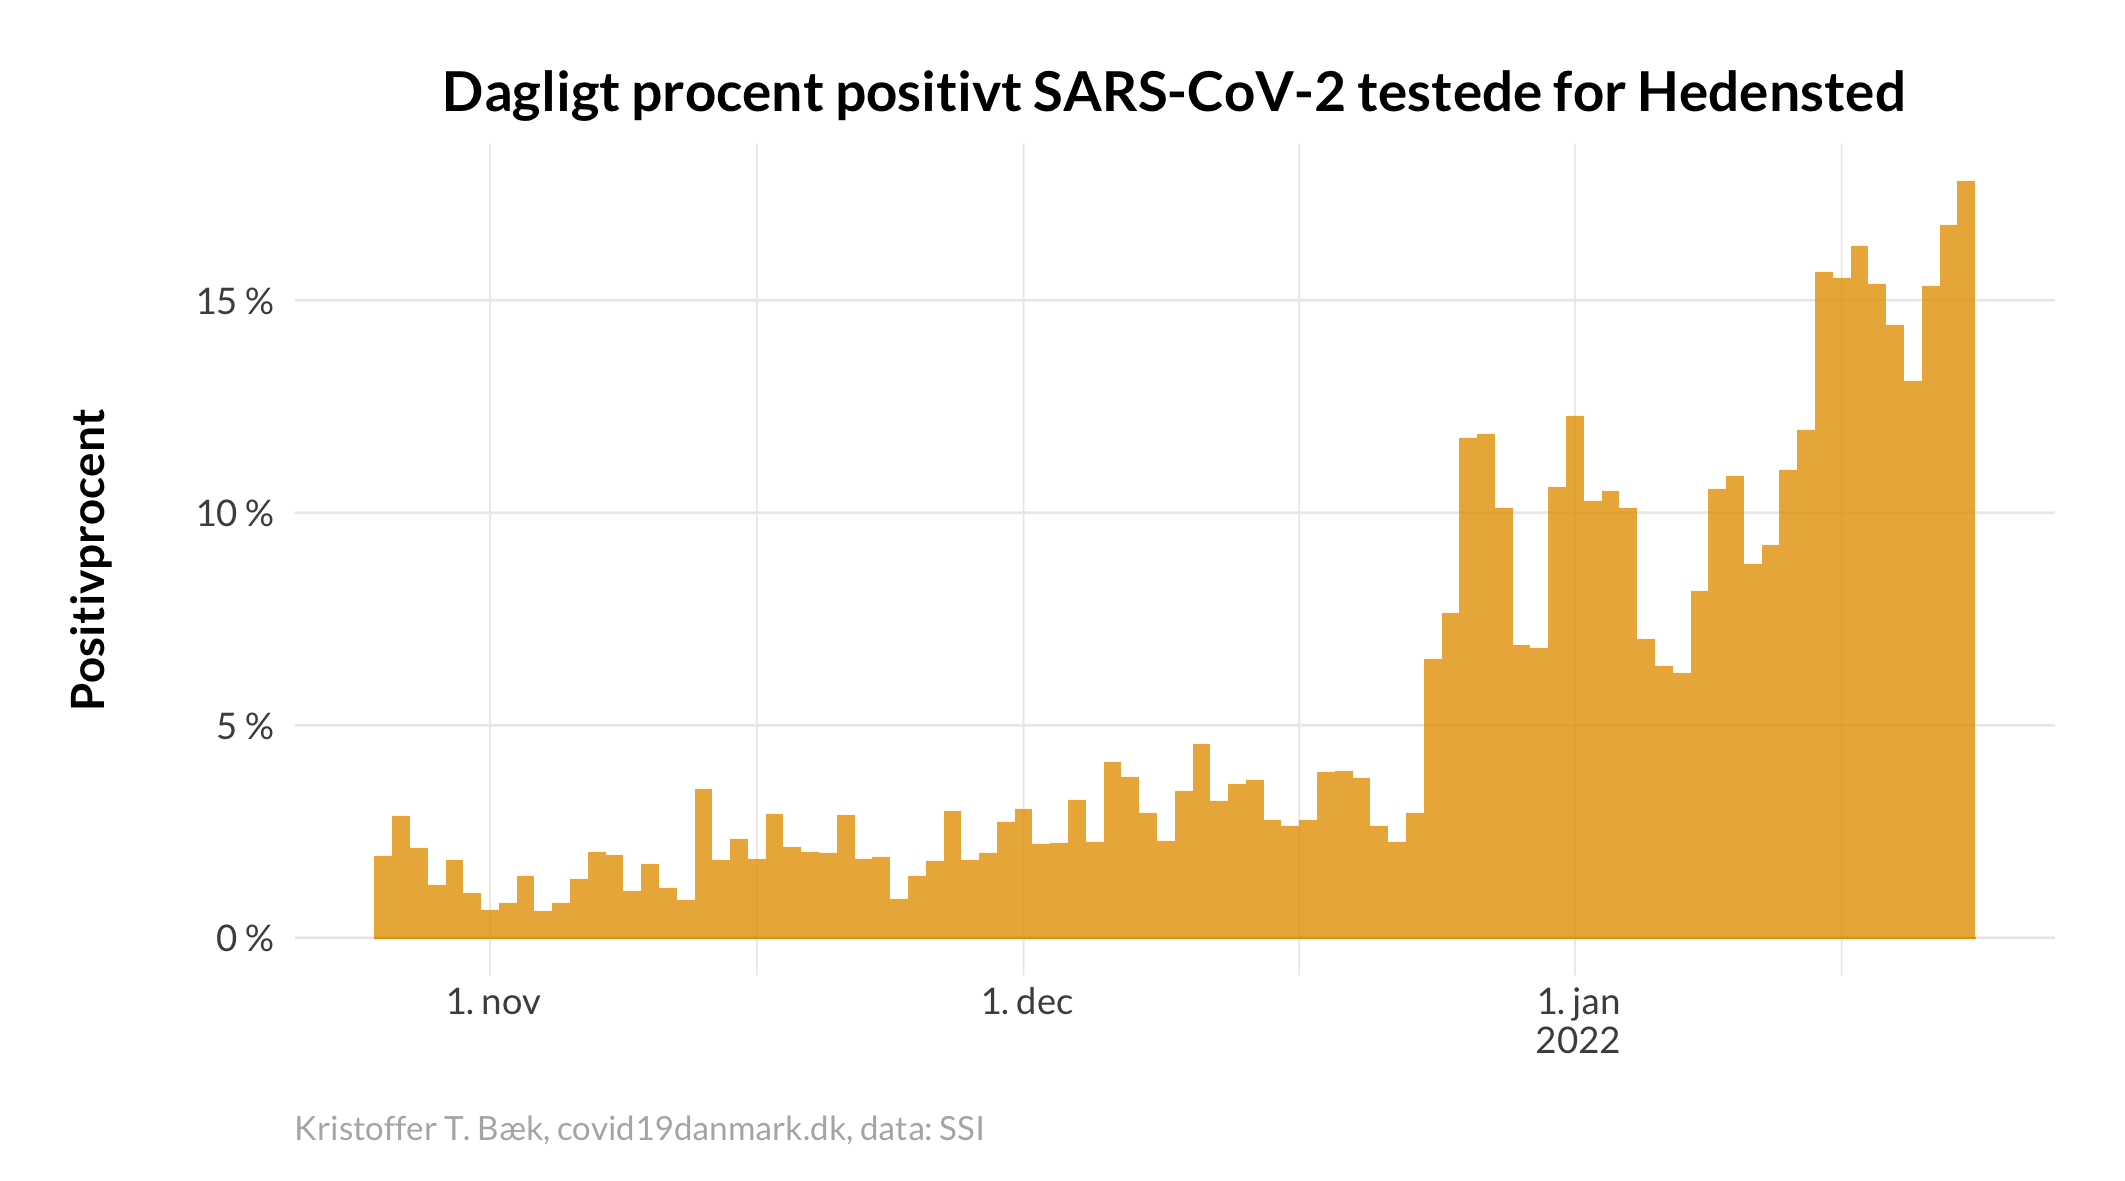 Dagligt procent positivt SARS-CoV-2 testede for Hedensted
Positivprocent
15 %
10 %
5 %
0 %
1. nov
1. dec
1. jan
2022
Kristoffer T. Bæk, covid19danmark.dk, data: SSI